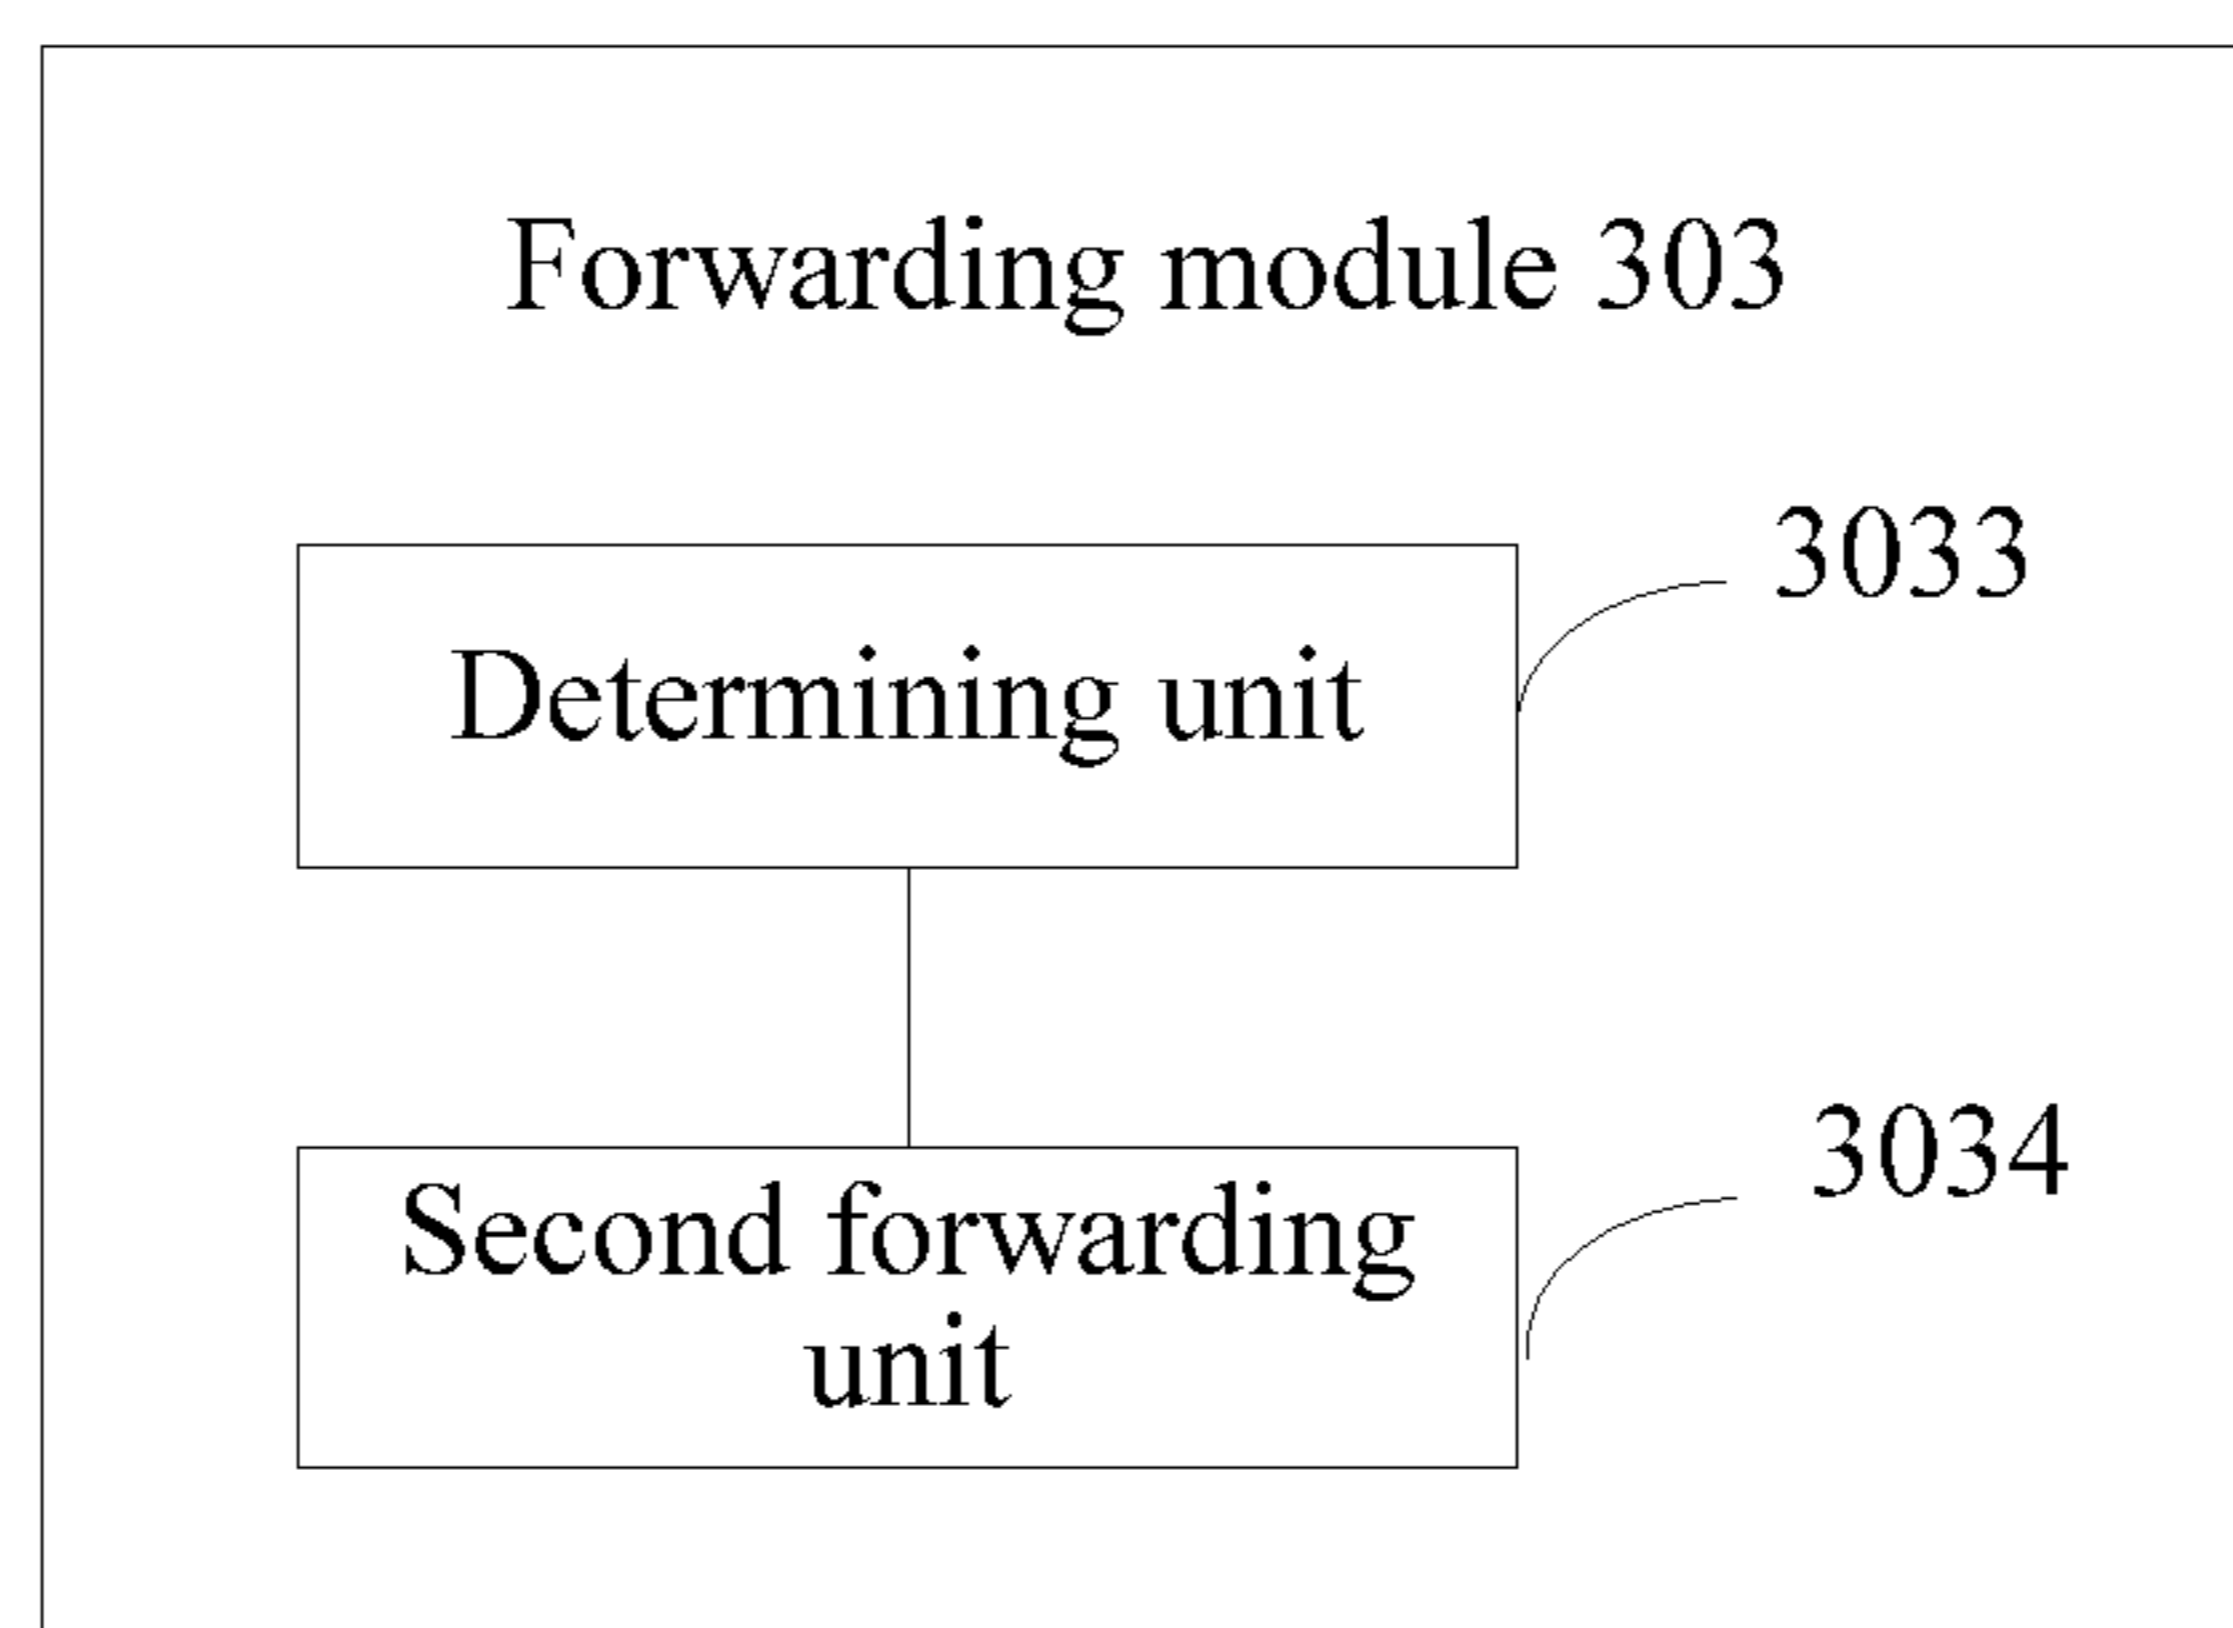 Forwarding module 303
3033
Determining unit
3034
Second forwarding
unit